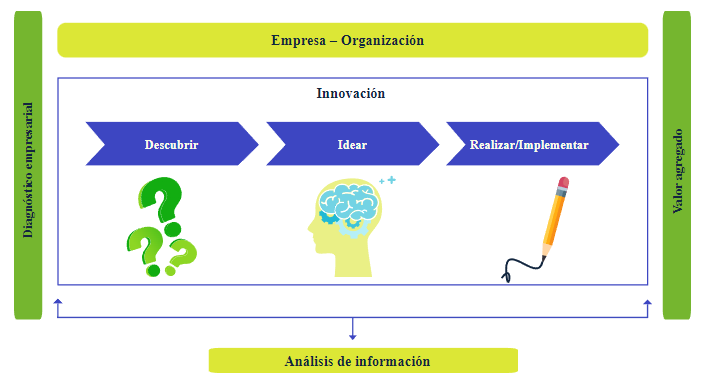 Empresa – Organización
Diagnóstico empresarial
Innovación
Descubrir
Idear
Realizar/Implementar
Valor agregado
Análisis de información